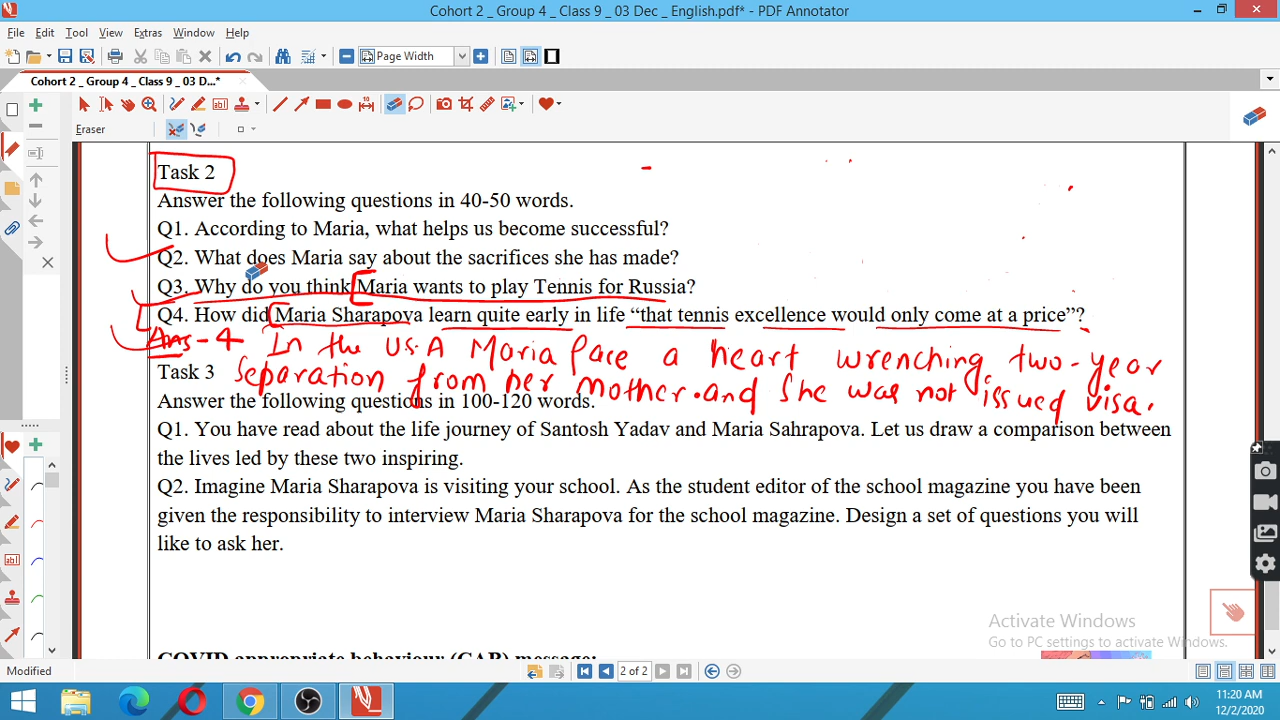 Cohort 2 _ Group 4 _ Class 9 _ 03 Dec _ English.pdf* - PDF Annotator
File Edit Tool View Extras Window Help
Page Width
Cohort 2 _ Group 4 _ Class 9 _ 03 D...*
Eraser
Task 2
Answer the following questions in 40-50 words.
Q1. According to Maria, what helps us become successful?
Q2. What does Maria say about the sacrifices she has made?
Q3. Why do you think Maria wants to play Tennis for Russia?
Q4. How did Maria Sharapova learn quite early in life “that tennis excellence would only come at a price”?
Ans - 4 In the U.S.A Maria face a heart wrenching two-year
Task 3
separation from her mother. and she was not issued visa.
Answer the following questions in 100-120 words.
Q1. You have read about the life journey of Santosh Yadav and Maria Sahrapova. Let us draw a comparison between
the lives led by these two inspiring.
Q2. Imagine Maria Sharapova is visiting your school. As the student editor of the school magazine you have been
given the responsibility to interview Maria Sharapova for the school magazine. Design a set of questions you will
like to ask her.
Activate Windows
Go to PC settings to activate Windows.
COVID appropriate behaviour (CAB) message:
Modified
2 of 2
11:20 AM
12/2/2020